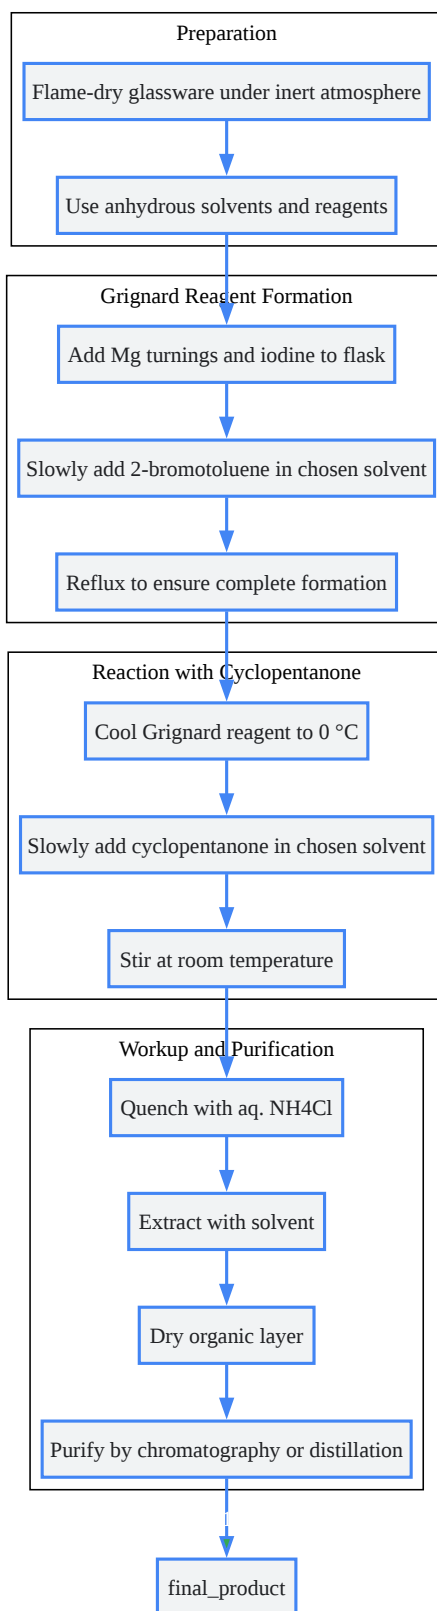 Preparation
Flame-dry glassware under inert atmosphere
Use anhydrous solvents and reagents
Grignard Reagent Formation
Add Mg turnings and iodine to flask
Slowly add 2-bromotoluene in chosen solvent
Reflux to ensure complete formation
Reaction with Cyclopentanone
Cool Grignard reagent to 0 °C
Slowly add cyclopentanone in chosen solvent
Stir at room temperature
Workup and Purification
Quench with aq. NH4Cl
Extract with solvent
Dry organic layer
Purify by chromatography or distillation
final_product